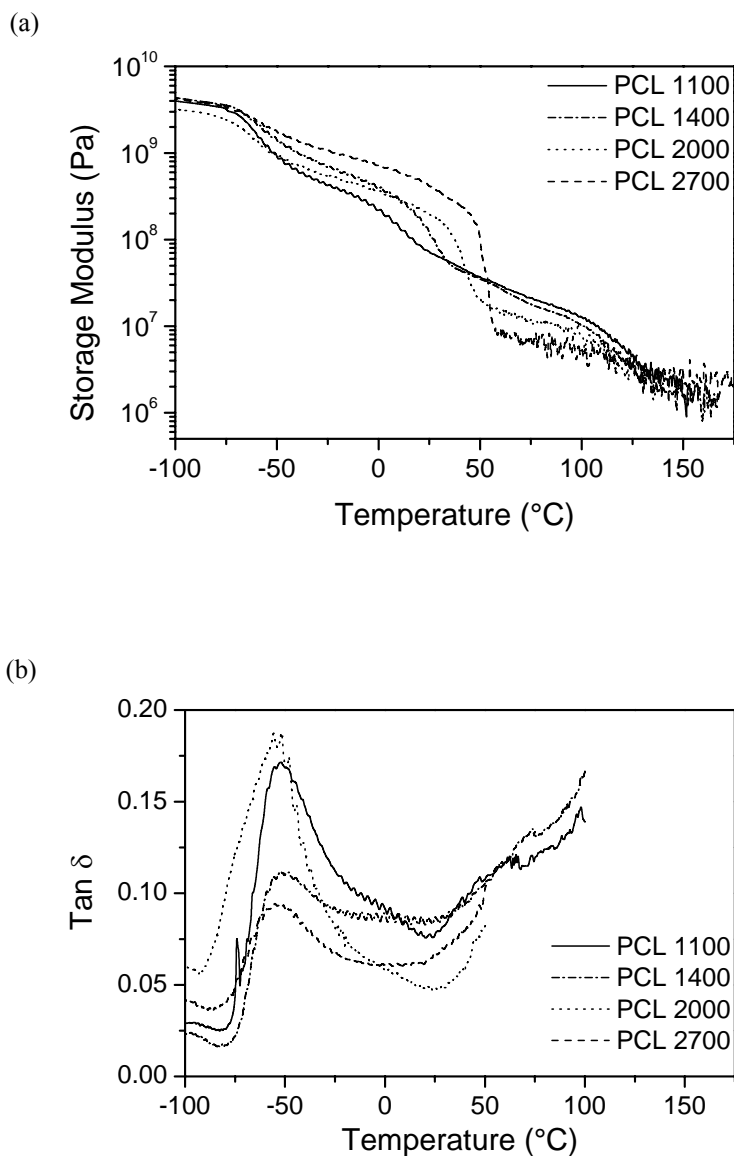 (a)
10^10
10^9
10^8
10^7
10^6
Storage Modulus (Pa)
PCL 1100
PCL 1400
PCL 2000
PCL 2700
-100 -50 0 50 100 150
Temperature (°C)
(b)
0.20
0.15
0.10
0.05
0.00
Tan δ
PCL 1100
PCL 1400
PCL 2000
PCL 2700
-100 -50 0 50 100 150
Temperature (°C)